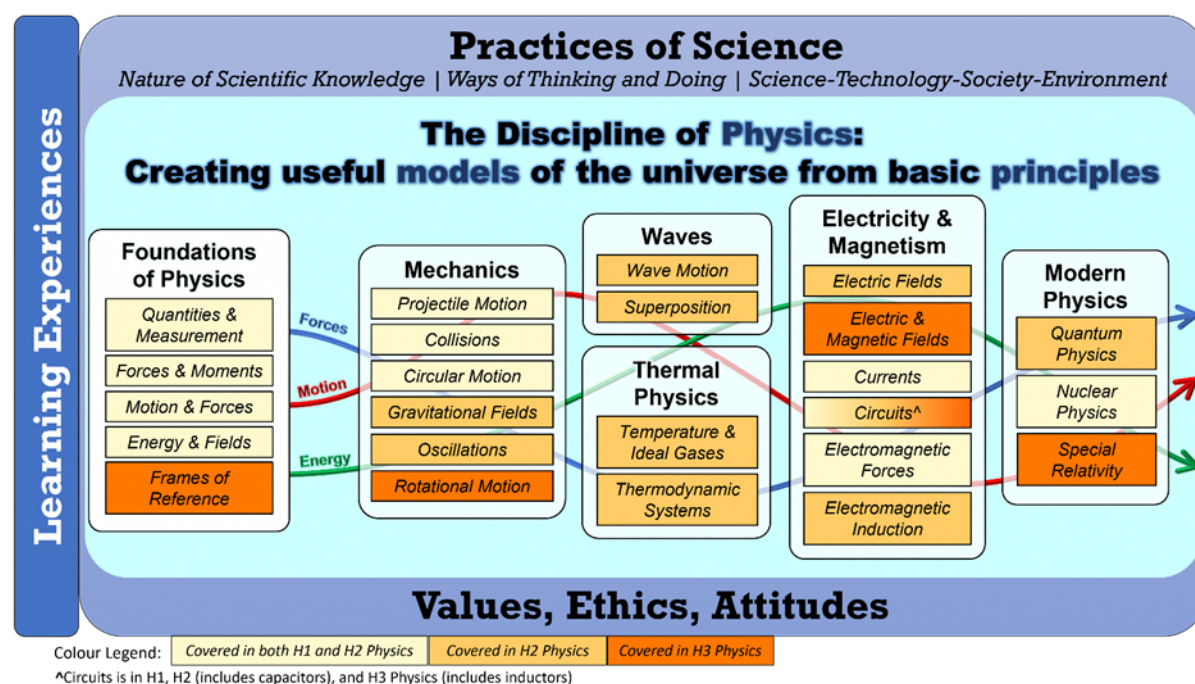 Learning Experiences
Practices of Science
Nature of Scientific Knowledge | Ways of Thinking and Doing | Science-Technology-Society-Environment
The Discipline of Physics:
Creating useful models of the universe from basic principles
Foundations
of Physics
Quantities &
Measurement
Forces & Moments
Motion & Forces
Energy & Fields
Frames of
Reference
Forces
Motion
Energy
Mechanics
Projectile Motion
Collisions
Circular Motion
Gravitational Fields
Oscillations
Rotational Motion
Waves
Wave Motion
Superposition
Thermal
Physics
Temperature &
Ideal Gases
Thermodynamic
Systems
Electricity &
Magnetism
Electric Fields
Electric &
Magnetic Fields
Currents
Circuits^
Electromagnetic
Forces
Electromagnetic
Induction
Modern
Physics
Quantum
Physics
Nuclear
Physics
Special
Relativity
Values, Ethics, Attitudes
Colour Legend: Covered in both H1 and H2 Physics Covered in H2 Physics Covered in H3 Physics
^Circuits is in H1, H2 (includes capacitors), and H3 Physics (includes inductors)